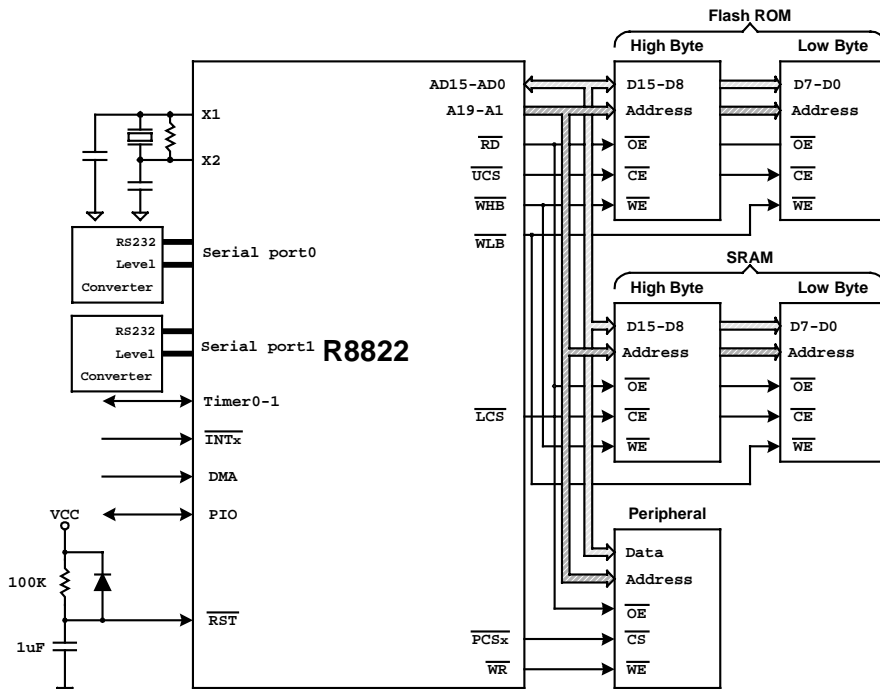 Flash ROM
High Byte
Low Byte
AD15-AD0
D15-D8
D7-D0
X1
A19-A1
Address
Address
RD
OE
OE
X2
UCS
CE
CE
WHB
WE
WE
WLB
RS232
Level
Converter
Serial port0
SRAM
High Byte
Low Byte
D15-D8
D7-D0
RS232
Level
Converter
Serial port1
R8822
Address
Address
OE
OE
Timer0-1
LCS
CE
CE
INTx
WE
WE
DMA
PIO
VCC
Peripheral
Data
100K
Address
RST
OE
1uF
PCSx
CS
WR
WE